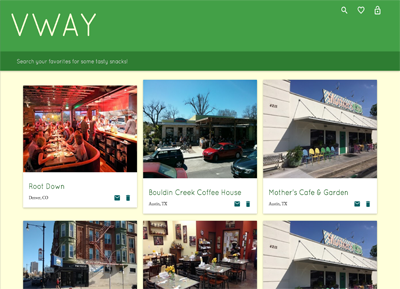 VWAY
Search your favorites for some tasty snacks!
Root Down
Denver, CO
Bouldin Creek Coffee House
Austin, TX
Mother's Cafe & Garden
Austin, TX